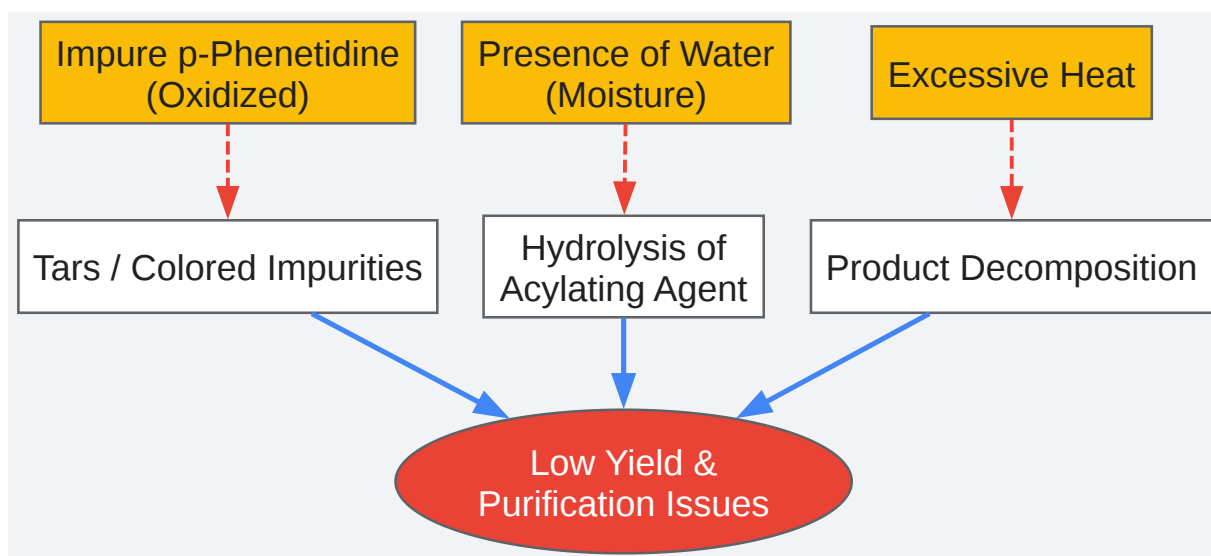 Impure p-Phenetidine
(Oxidized)
Presence of Water
(Moisture)
Excessive Heat
Tars / Colored Impurities
Hydrolysis of
Acylating Agent
Product Decomposition
Low Yield &
Purification Issues